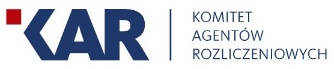 KAR
KOMITET
AGENTÓW
ROZLICZENIOWYCH